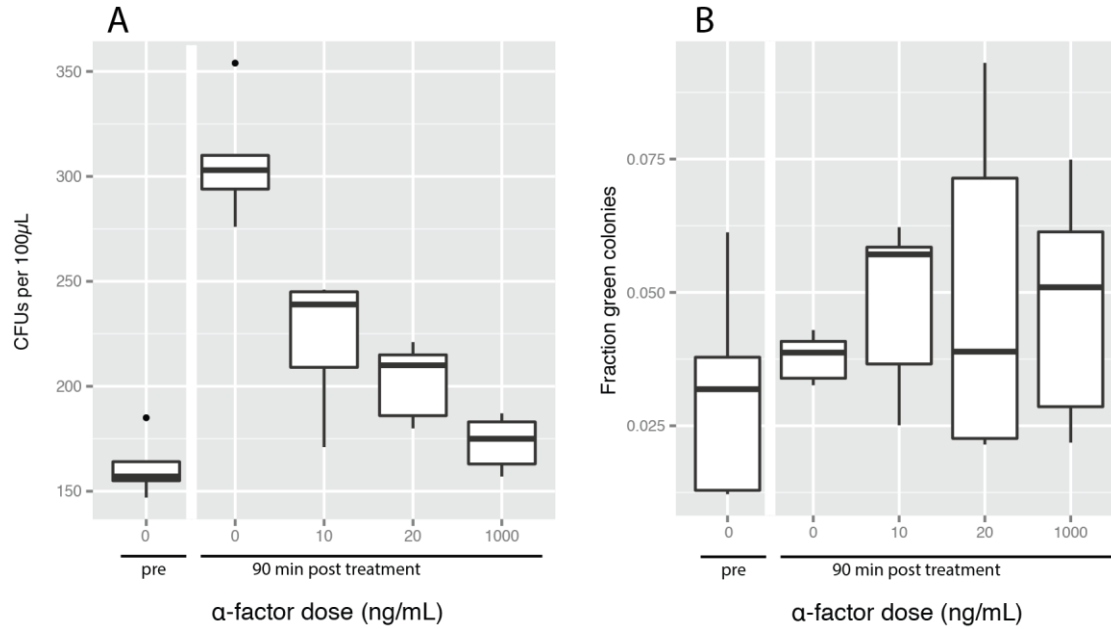 A
CFUs per 100µL
350
300
250
200
150
0
0
10
20
1000
pre
90 min post treatment
α-factor dose (ng/mL)
B
Fraction green colonies
0.075
0.050
0.025
0
0
10
20
1000
pre
90 min post treatment
α-factor dose (ng/mL)